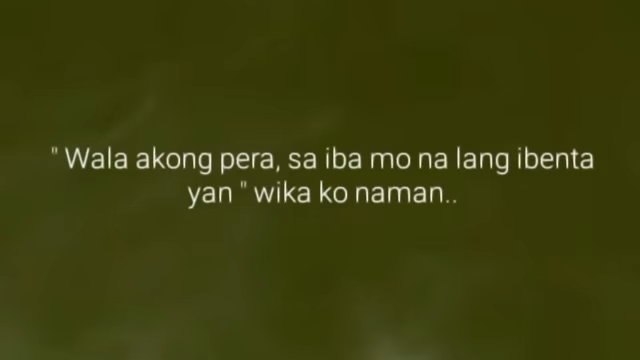 " Wala akong pera, sa iba mo na lang ibenta
yan " wika ko naman..